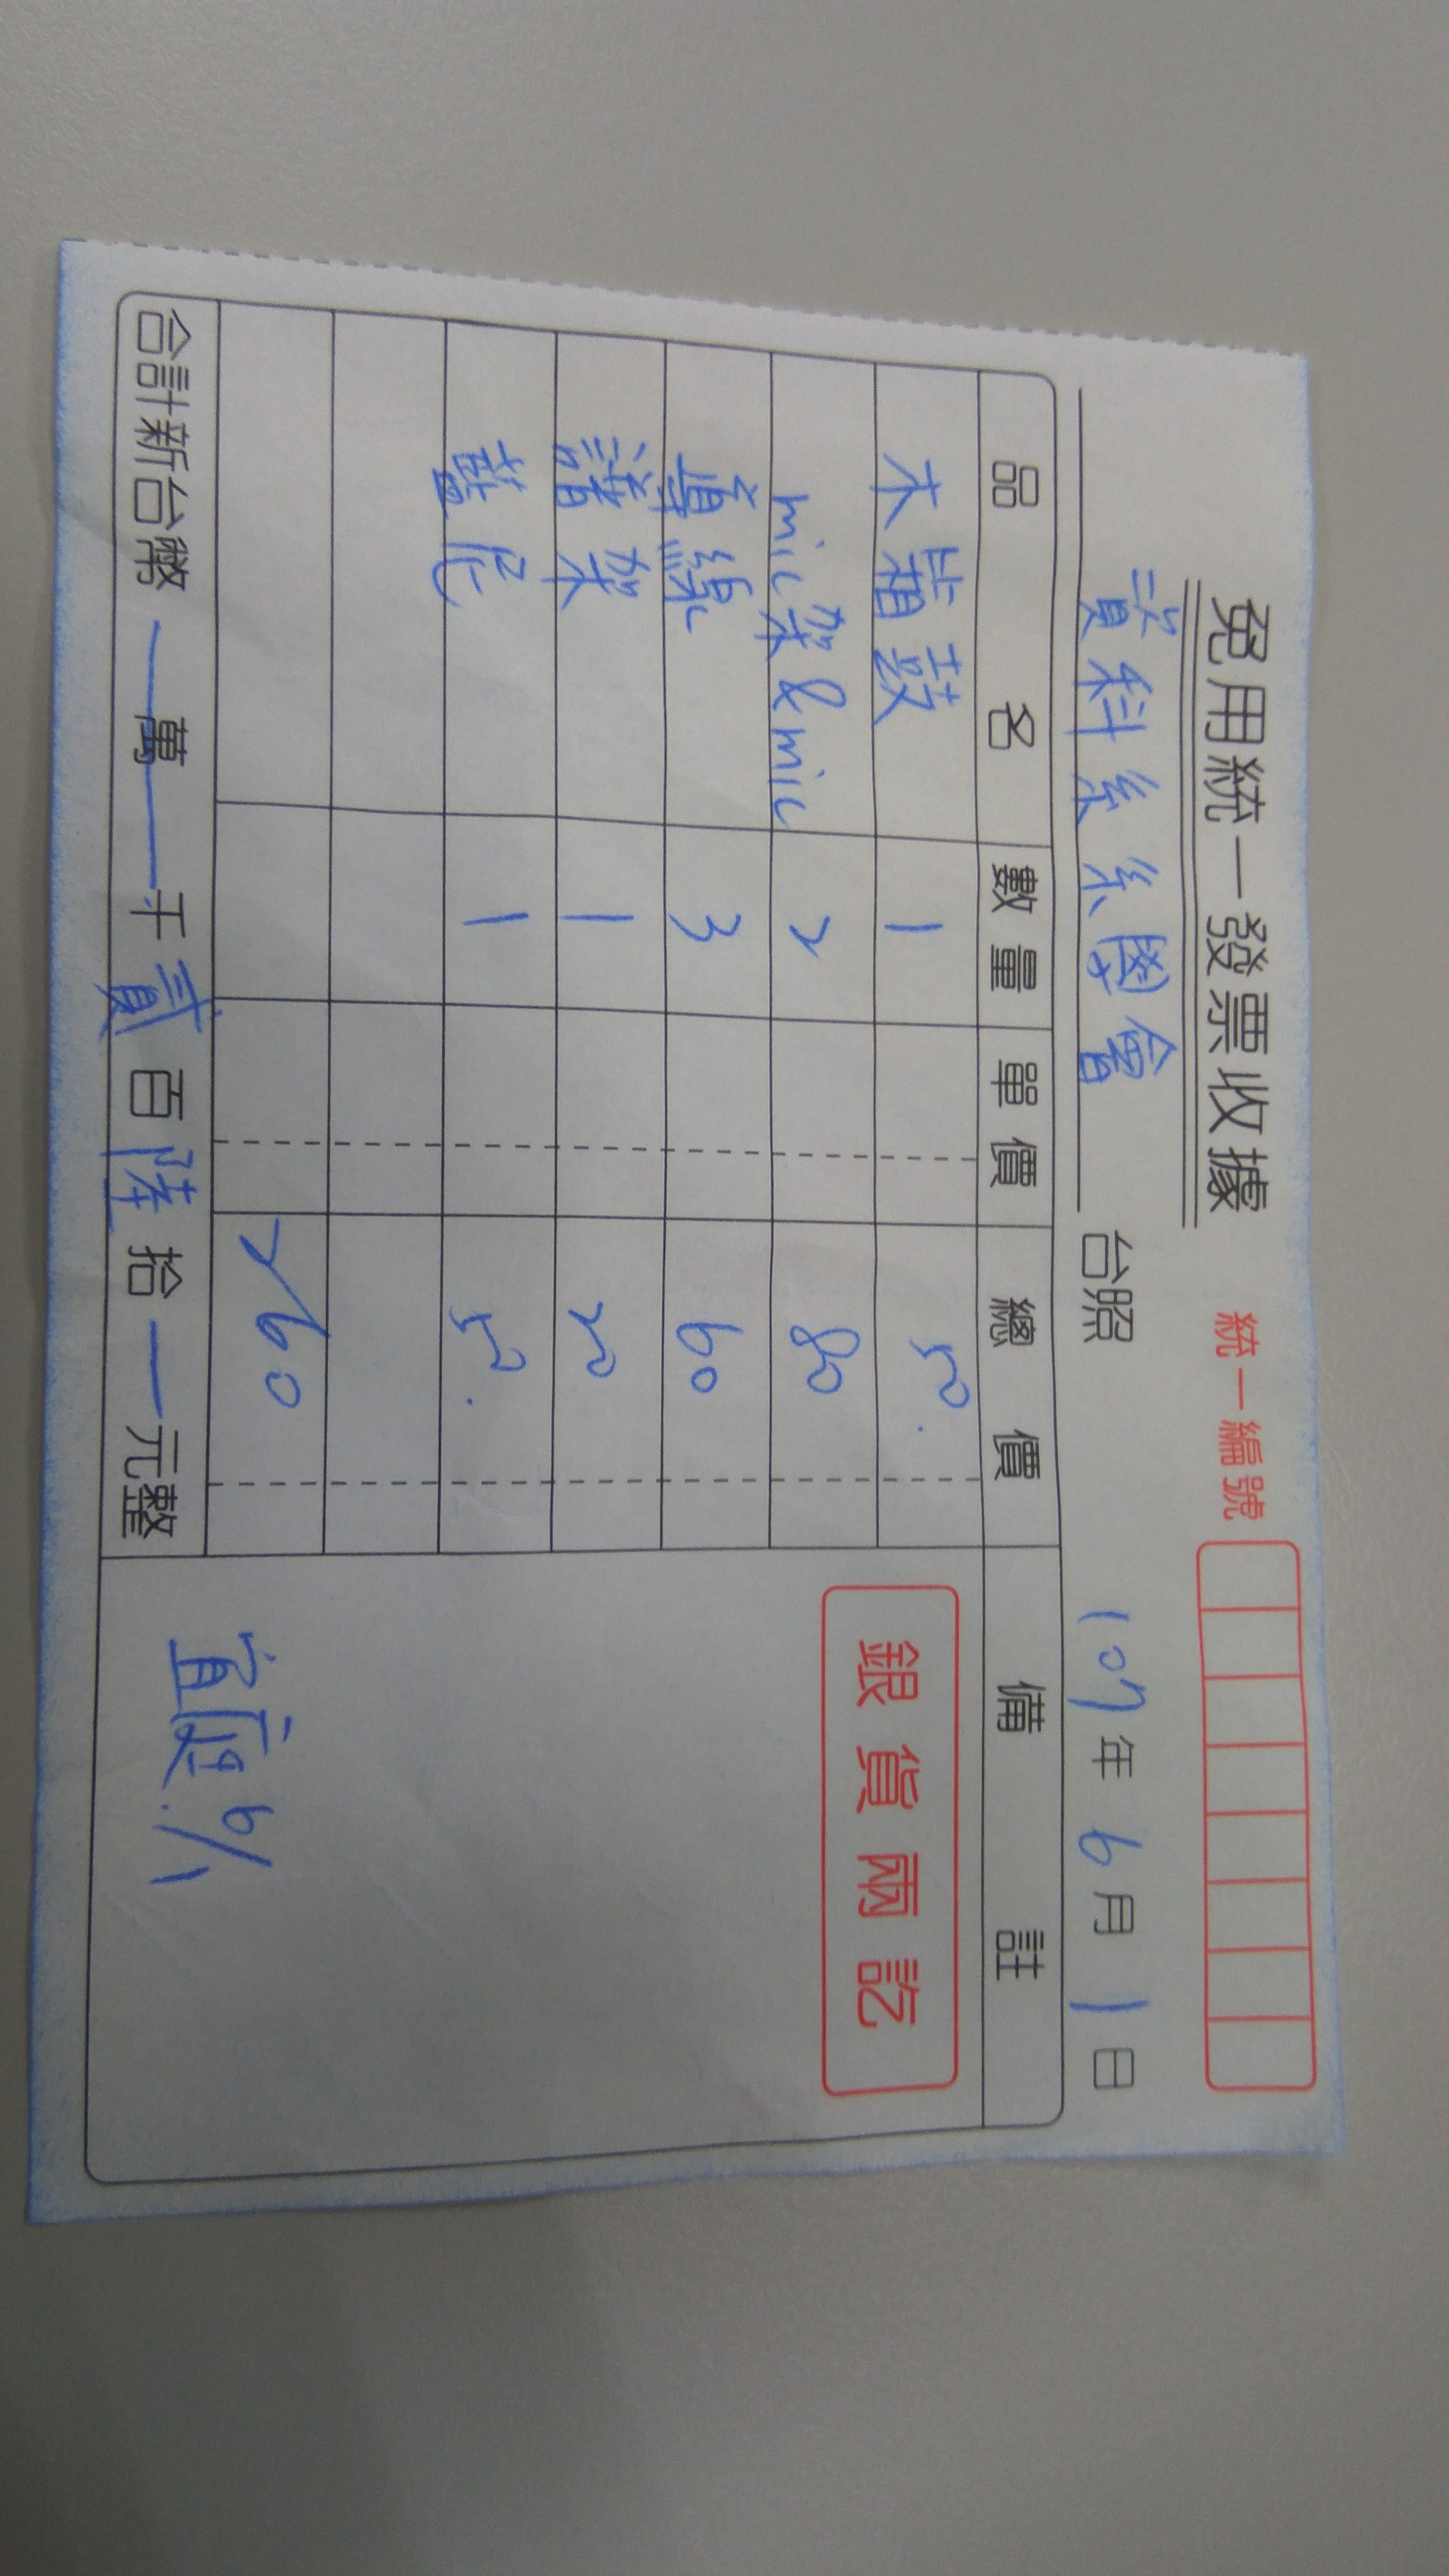 免用統一發票收據
統一編號
資科系系學會 台照
107年6月1日
品名 數量 單價 總價 備註
木箱鼓 1 50.
mic架&mic 2 80
導線 3 60
譜架 1 20
藍尼 1 50.
260
銀貨兩訖
合計新台幣 — 萬 — 千 貳 百 陸 拾 — 元整
6/1